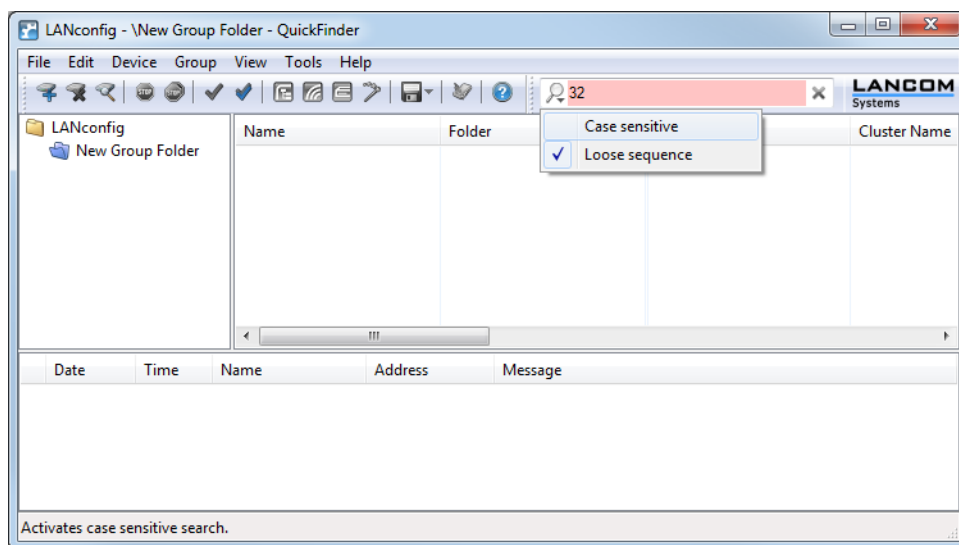 LANconfig - \New Group Folder - QuickFinder
File Edit Device Group View Tools Help
32
LANCOM
Systems
LANconfig
New Group Folder
Name Folder Cluster Name
Case sensitive
Loose sequence
Date Time Name Address Message
Activates case sensitive search.